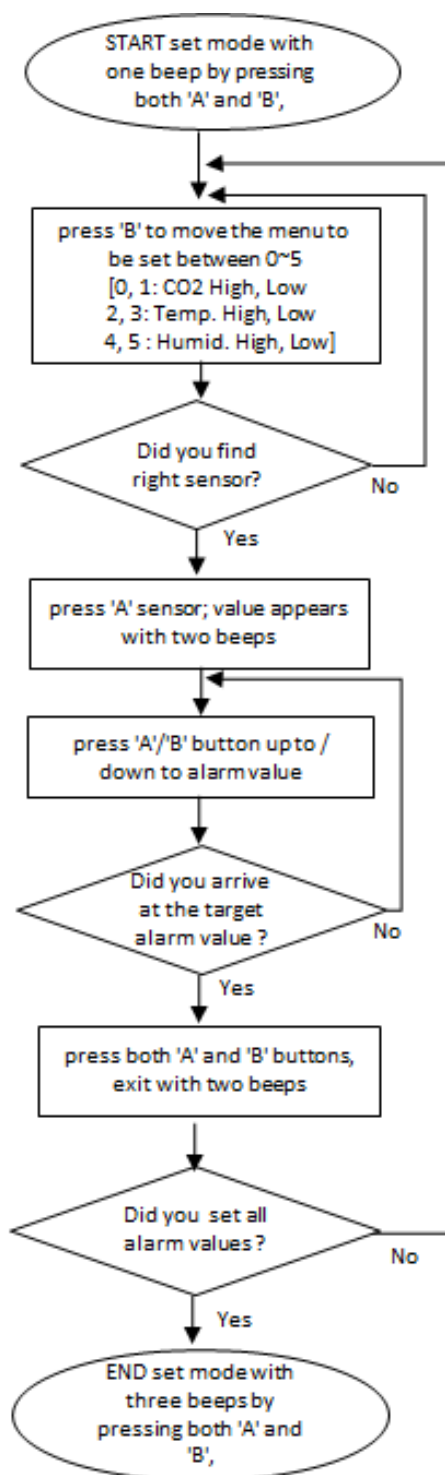 START set mode with
one beep by pressing
both 'A' and 'B',
press 'B' to move the menu to
be set between 0~5
[0, 1: CO2 High, Low
2, 3: Temp. High, Low
4, 5 : Humid. High, Low]
Did you find
right sensor?
No
Yes
press 'A' sensor; value appears
with two beeps
press 'A'/'B' button up to /
down to alarm value
Did you arrive
at the target
alarm value ?
No
Yes
press both 'A' and 'B' buttons,
exit with two beeps
Did you set all
alarm values ?
No
Yes
END set mode with
three beeps by
pressing both 'A' and
'B',